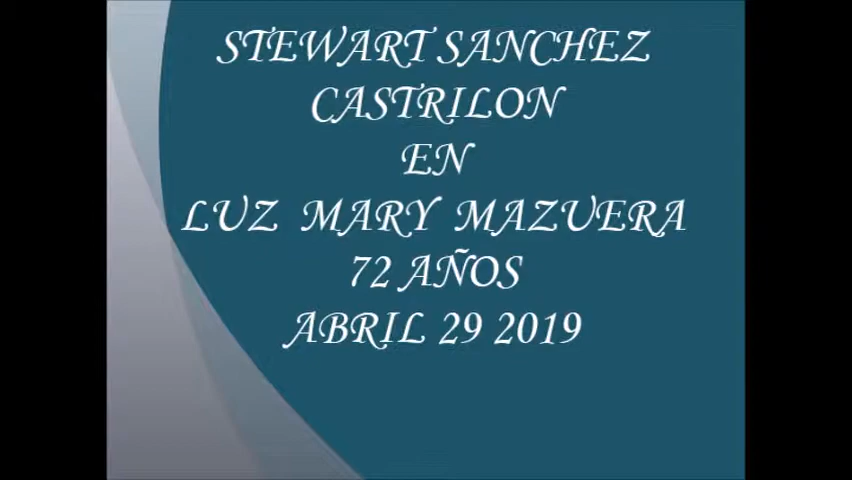 STEWART SANCHEZ
CASTRILON
EN
LUZ MARY MAZUERA
72 AÑOS
ABRIL 29 2019